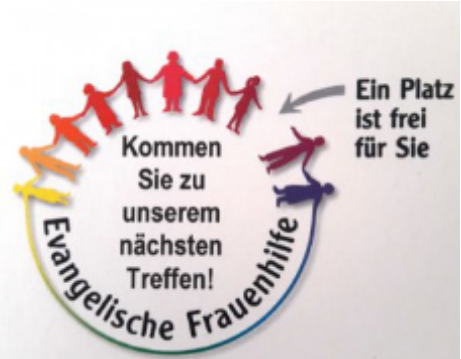 Ein Platz
ist frei
für Sie
Kommen
Sie zu
unserem
nächsten
Treffen!
Evangelische Frauenhilfe